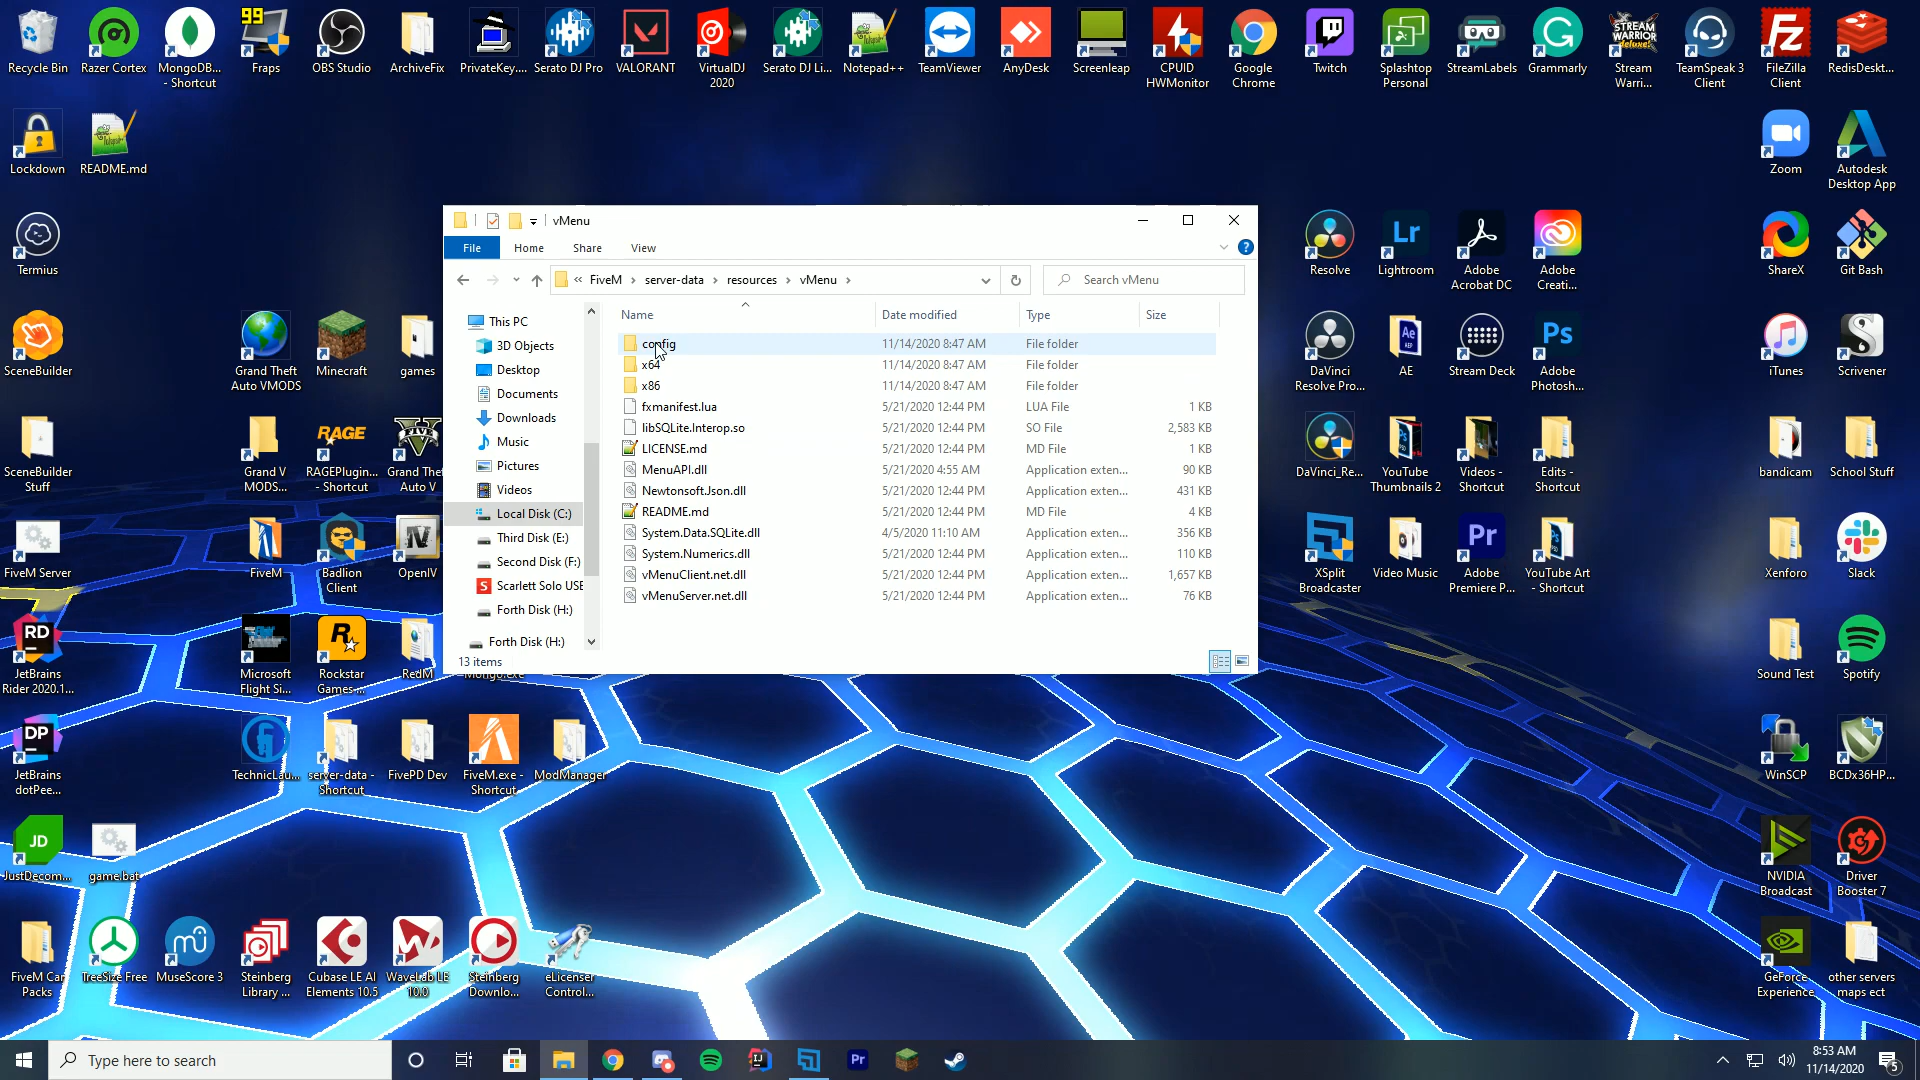 Recycle Bin
Razer Cortex
MongoDB...
- Shortcut
99
Fraps
OBS Studio
ArchiveFix
PrivateKey....
Serato DJ Pro
VALORANT
VirtualDJ
2020
Serato DJ Li...
Notepad++
TeamViewer
AnyDesk
Screenleap
CPUID
HWMonitor
Google
Chrome
Twitch
Splashtop
Personal
StreamLabels
Grammarly
Stream
Warri...
TeamSpeak 3
Client
FileZilla
Client
RedisDeskt...
Lockdown
README.md
Zoom
Autodesk
Desktop App
Termius
Resolve
Lr
Lightroom
Adobe
Acrobat DC
Adobe
Creati...
ShareX
Git Bash
SceneBuilder
Grand Theft
Auto VMODS
Minecraft
games
DaVinci
Resolve Pro...
Ae
AE
Stream Deck
Ps
Adobe
Photosh...
iTunes
Scrivener
SceneBuilder
Stuff
Grand V
MODS...
RAGE
RAGEPlugin...
- Shortcut
Grand The
Auto V
DaVinci_Re...
YouTube
Thumbnails 2
Videos -
Shortcut
Edits -
Shortcut
bandicam
School Stuff
FiveM Server
FiveM
Badlion
Client
OpenIV
XSplit
Broadcaster
Video Music
Pr
Adobe
Premiere P...
YouTube Art
- Shortcut
Xenforo
Slack
RD
JetBrains
Rider 2020.1...
Microsoft
Flight Si...
Rockstar
Games...
RedM
Mongo.exe
Sound Test
Spotify
DP
JetBrains
dotPee...
TechnicLau...
server-data -
Shortcut
FivePD Dev
FiveM.exe -
Shortcut
ModManager
WinSCP
BCDx36HP...
JD
JustDecom...
game.bat
NVIDIA
Broadcast
Driver
Booster 7
FiveM Car
Packs
TreeSize Free
MuseScore 3
Steinberg
Library ...
Cubase LE AI
Elements 10.5
WaveLab LE
10.0
Steinberg
Downlo...
eLicenser
Control...
GeForce
Experience
other servers
maps ect
vMenu
File
Home
Share
View
« FiveM > server-data > resources > vMenu >
Search vMenu
This PC
3D Objects
Desktop
Documents
Downloads
Music
Pictures
Videos
Local Disk (C:)
Third Disk (E:)
Second Disk (F:)
Scarlett Solo USB
Forth Disk (H:)
Forth Disk (H:)
Name Date modified Type Size
config 11/14/2020 8:47 AM File folder
x64 11/14/2020 8:47 AM File folder
x86 11/14/2020 8:47 AM File folder
fxmanifest.lua 5/21/2020 12:44 PM LUA File 1 KB
libSQLite.Interop.so 5/21/2020 12:44 PM SO File 2,583 KB
LICENSE.md 5/21/2020 12:44 PM MD File 1 KB
MenuAPI.dll 5/21/2020 4:55 AM Application exten... 90 KB
Newtonsoft.Json.dll 5/21/2020 12:44 PM Application exten... 431 KB
README.md 5/21/2020 12:44 PM MD File 4 KB
System.Data.SQLite.dll 4/5/2020 11:10 AM Application exten... 356 KB
System.Numerics.dll 5/21/2020 12:44 PM Application exten... 110 KB
vMenuClient.net.dll 5/21/2020 12:44 PM Application exten... 1,657 KB
vMenuServer.net.dll 5/21/2020 12:44 PM Application exten... 76 KB
13 items
Type here to search
Pr
8:53 AM
11/14/2020
5